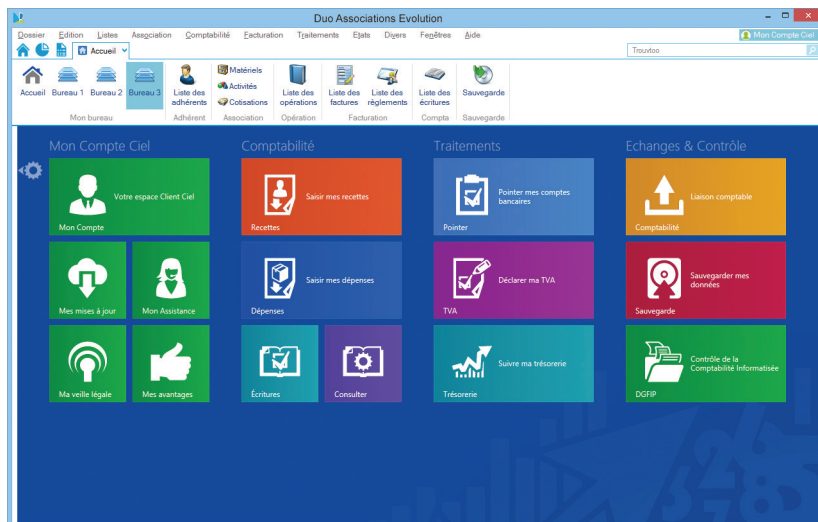 Duo Associations Evolution
Dossier Edition Listes Association Comptabilité Facturation Traitements Etats Divers Fenêtres Aide
Mon Compte Ciel
Accueil
Trouvtoo
Accueil Bureau 1 Bureau 2 Bureau 3
Mon bureau
Liste des
adhérents
Adhérent
Matériels
Activités
Cotisations
Association
Liste des
opérations
Opération
Liste des
factures
Liste des
règlements
Facturation
Liste des
écritures
Compta
Sauvegarde
Sauvegarde
Mon Compte Ciel
Votre espace Client Ciel
Mon Compte
Mes mises à jour
Mon Assistance
Ma veille légale
Mes avantages
Comptabilité
Saisir mes recettes
Recettes
Saisir mes dépenses
Dépenses
Écritures
Consulter
Traitements
Pointer mes comptes
bancaires
Pointer
Déclarer ma TVA
TVA
Suivre ma trésorerie
Trésorerie
Echanges & Contrôle
Liaison comptable
Comptabilité
Sauvegarder mes
données
Sauvegarde
Contrôle de la
Comptabilité Informatisée
DGFIP